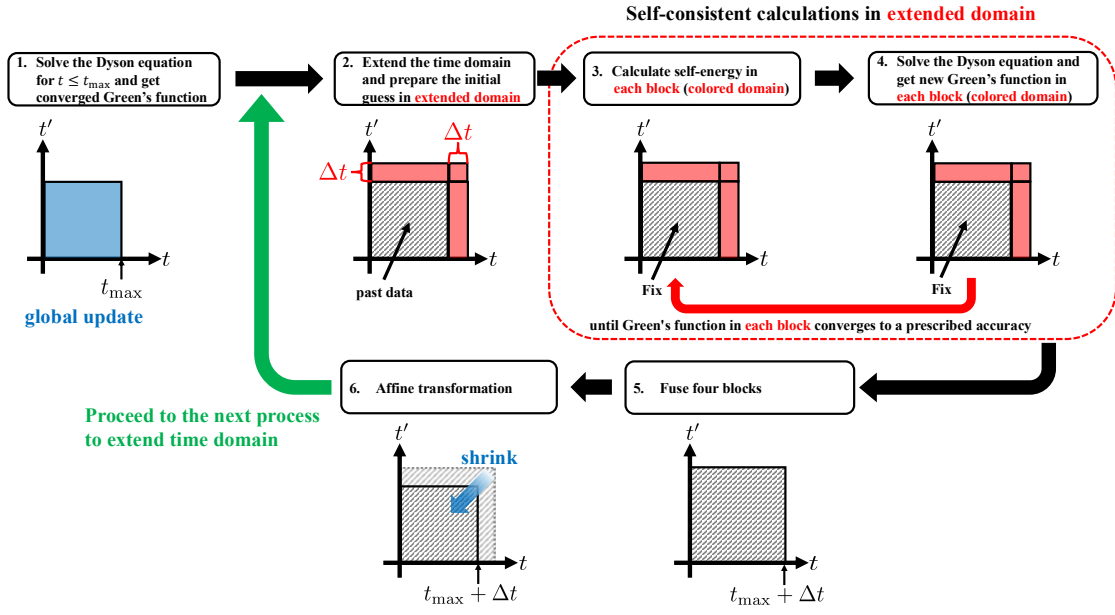 Self-consistent calculations in extended domain
1. Solve the Dyson equation
for t ≤ t_max and get
converged Green's function
2. Extend the time domain
and prepare the initial
guess in extended domain
3. Calculate self-energy in
each block (colored domain)
4. Solve the Dyson equation and
get new Green's function in
each block (colored domain)
t′
t
t_max
global update
t′
Δt
Δt
t
past data
t′
t
Fix
t′
t
Fix
until Green's function in each block converges to a prescribed accuracy
6. Affine transformation
5. Fuse four blocks
Proceed to the next process
to extend time domain
t′
shrink
t
t_max + Δt
t′
t
t_max + Δt